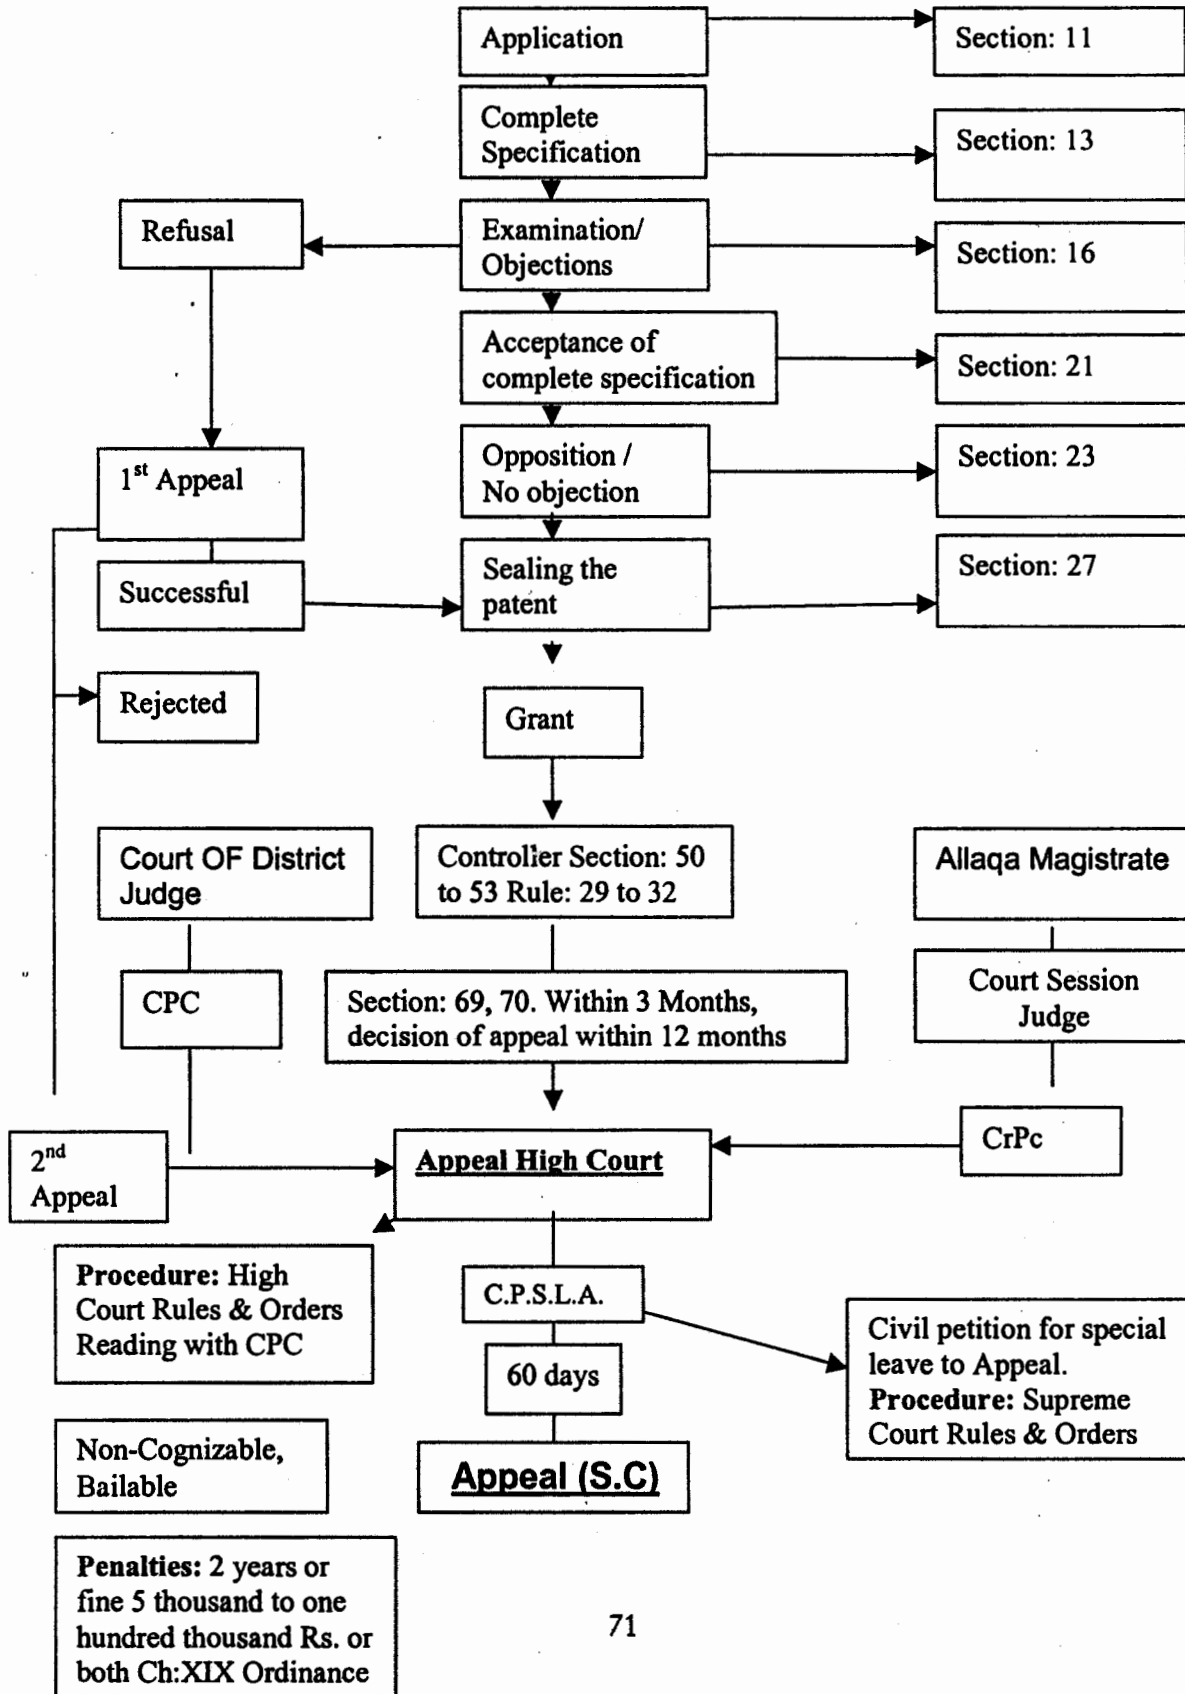 Application
Section: 11
Complete
Specification
Section: 13
Refusal
Examination/
Objections
Section: 16
Acceptance of
complete specification
Section: 21
1st Appeal
Opposition /
No objection
Section: 23
Successful
Sealing the
patent
Section: 27
Rejected
Grant
Court OF District
Judge
Controller Section: 50
to 53 Rule: 29 to 32
Allaqa Magistrate
CPC
Section: 69, 70. Within 3 Months,
decision of appeal within 12 months
Court Session
Judge
2nd
Appeal
Appeal High Court
CrPc
Procedure: High
Court Rules & Orders
Reading with CPC
C.P.S.L.A.
Civil petition for special
leave to Appeal.
Procedure: Supreme
Court Rules & Orders
60 days
Non-Cognizable,
Bailable
Appeal (S.C)
Penalties: 2 years or
fine 5 thousand to one
hundred thousand Rs. or
both Ch:XIX Ordinance
71